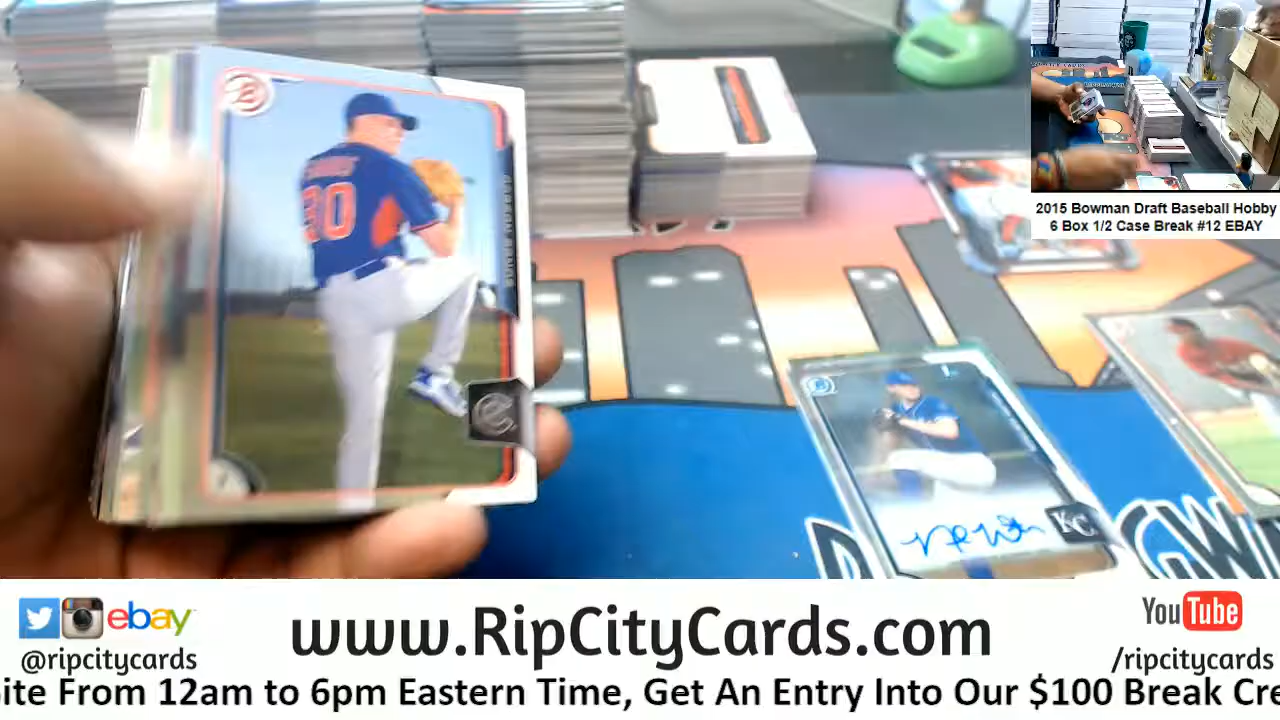 30
KC
2015 Bowman Draft Baseball Hobby
6 Box 1/2 Case Break #12 EBAY
ebay
@ripcitycards
www.RipCityCards.com
YouTube
/ripcitycards
ite From 12am to 6pm Eastern Time, Get An Entry Into Our $100 Break Cre